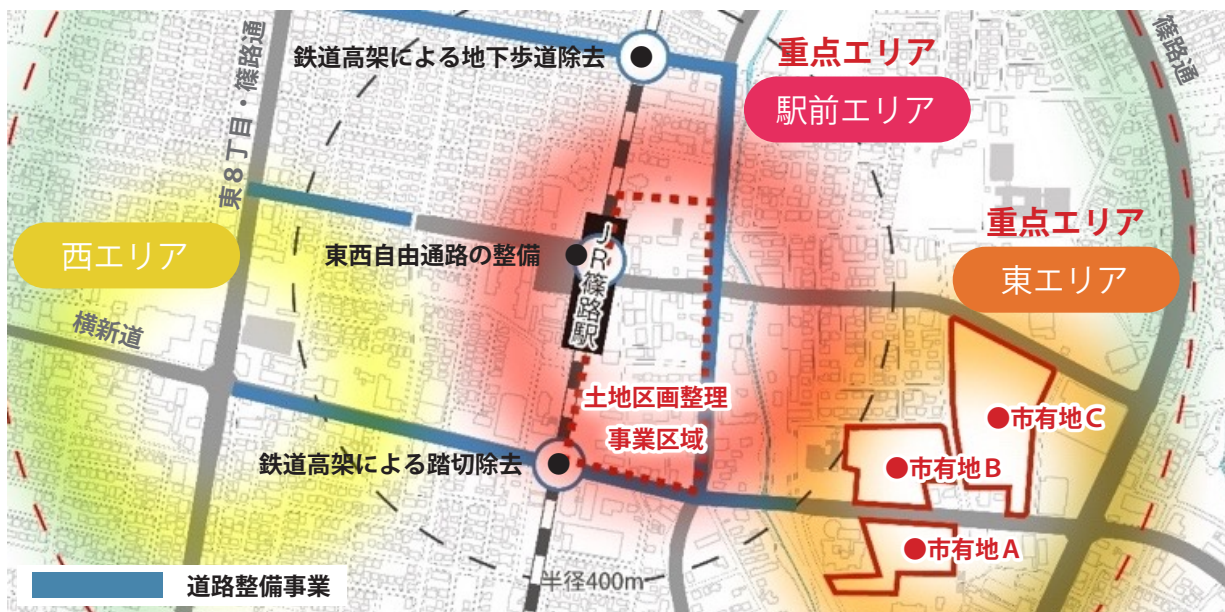 東8丁目・篠路通
鉄道高架による地下歩道除去
重点エリア
駅前エリア
篠路通
西エリア
東西自由通路の整備
JR篠路駅
重点エリア
東エリア
横新道
土地区画整理
事業区域
鉄道高架による踏切除去
市有地C
市有地B
市有地A
半径400m
道路整備事業